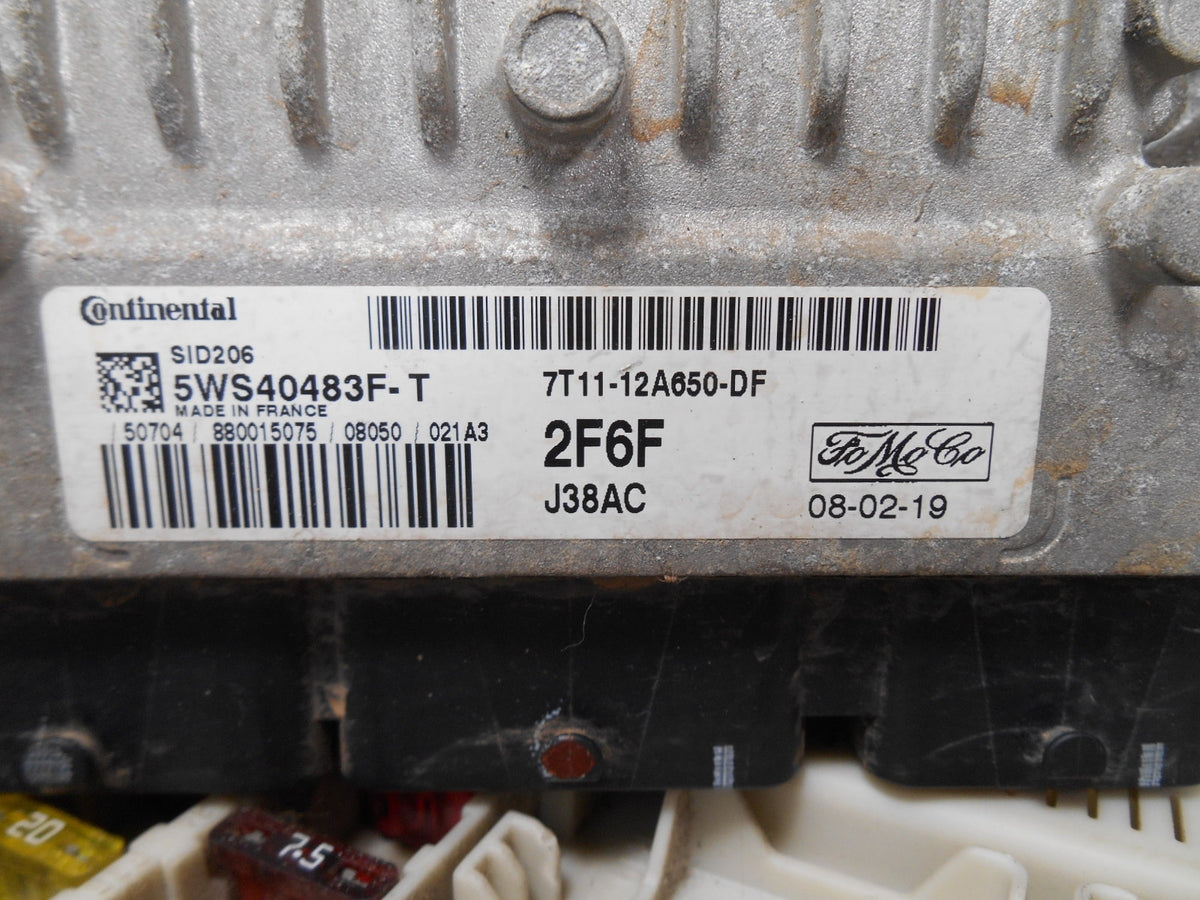 Continental
SID206
5WS40483F-T
MADE IN FRANCE
/ 50704 / 880015075 / 08050 / 021A3
7T11-12A650-DF
2F6F
J38AC
FoMoCo
08-02-19
20
7.5